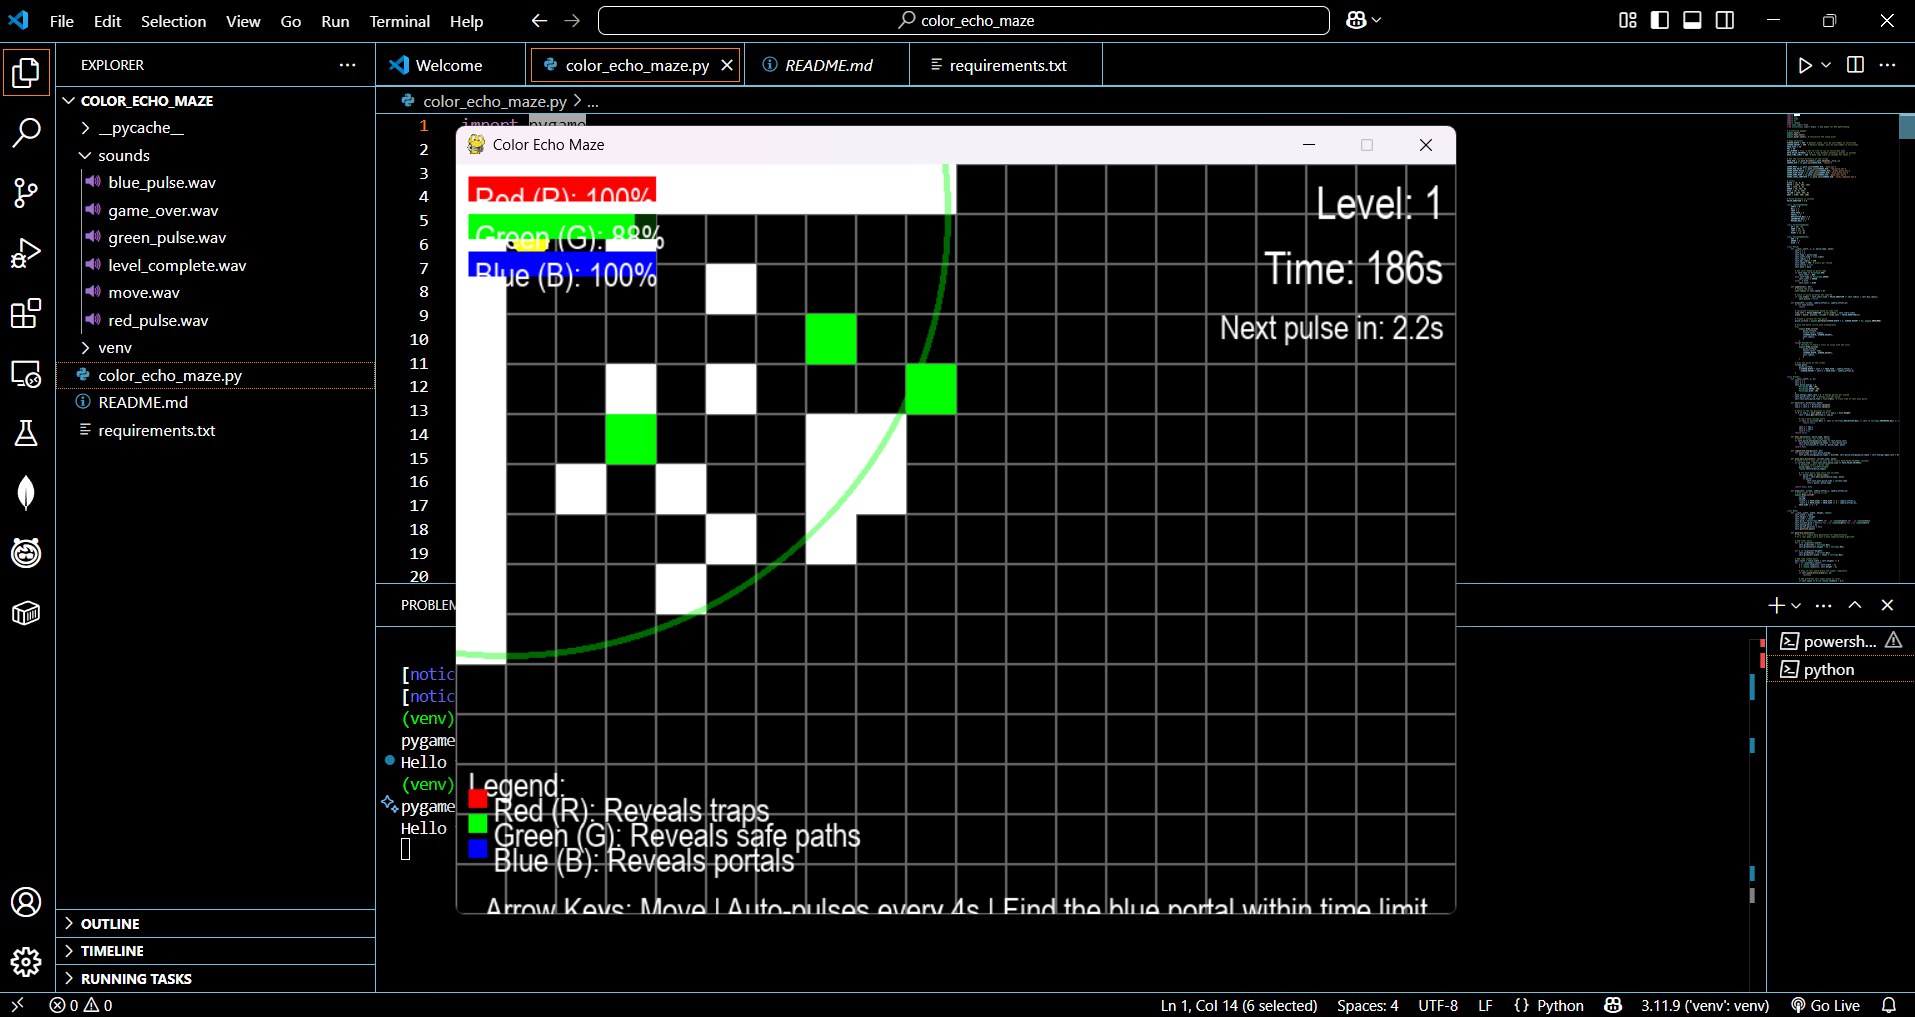 File Edit Selection View Go Run Terminal Help
color_echo_maze
EXPLORER
Welcome
color_echo_maze.py
README.md
requirements.txt
COLOR_ECHO_MAZE
__pycache__
sounds
blue_pulse.wav
game_over.wav
green_pulse.wav
level_complete.wav
move.wav
red_pulse.wav
venv
color_echo_maze.py
README.md
requirements.txt
OUTLINE
TIMELINE
RUNNING TASKS
color_echo_maze.py > ...
1 import pygame
2
3
4
5
6
7
8
9
10
11
12
13
14
15
16
17
18
19
20
Color Echo Maze
Red (R): 100%
Green (G): 88%
Blue (B): 100%
Level: 1
Time: 186s
Next pulse in: 2.2s
Legend:
Red (R): Reveals traps
Green (G): Reveals safe paths
Blue (B): Reveals portals
Arrow Keys: Move | Auto-pulses every 4s | Find the blue portal within time limit
PROBLEM
[notic
[notic
(venv)
pygame
Hello
(venv)
pygame
Hello
powersh...
python
0 0
Ln 1, Col 14 (6 selected) Spaces: 4 UTF-8 LF {} Python 3.11.9 ('venv': venv) Go Live